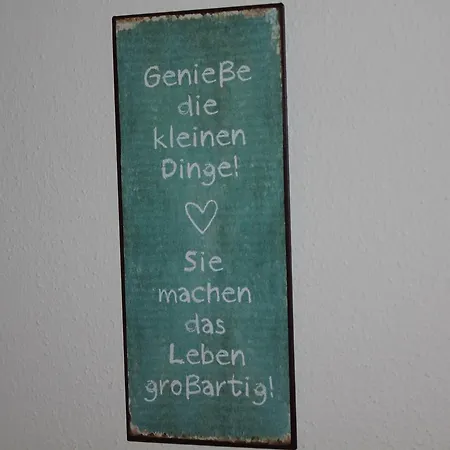 Genieße
die
kleinen
Dinge!
Sie
machen
das
Leben
großartig!